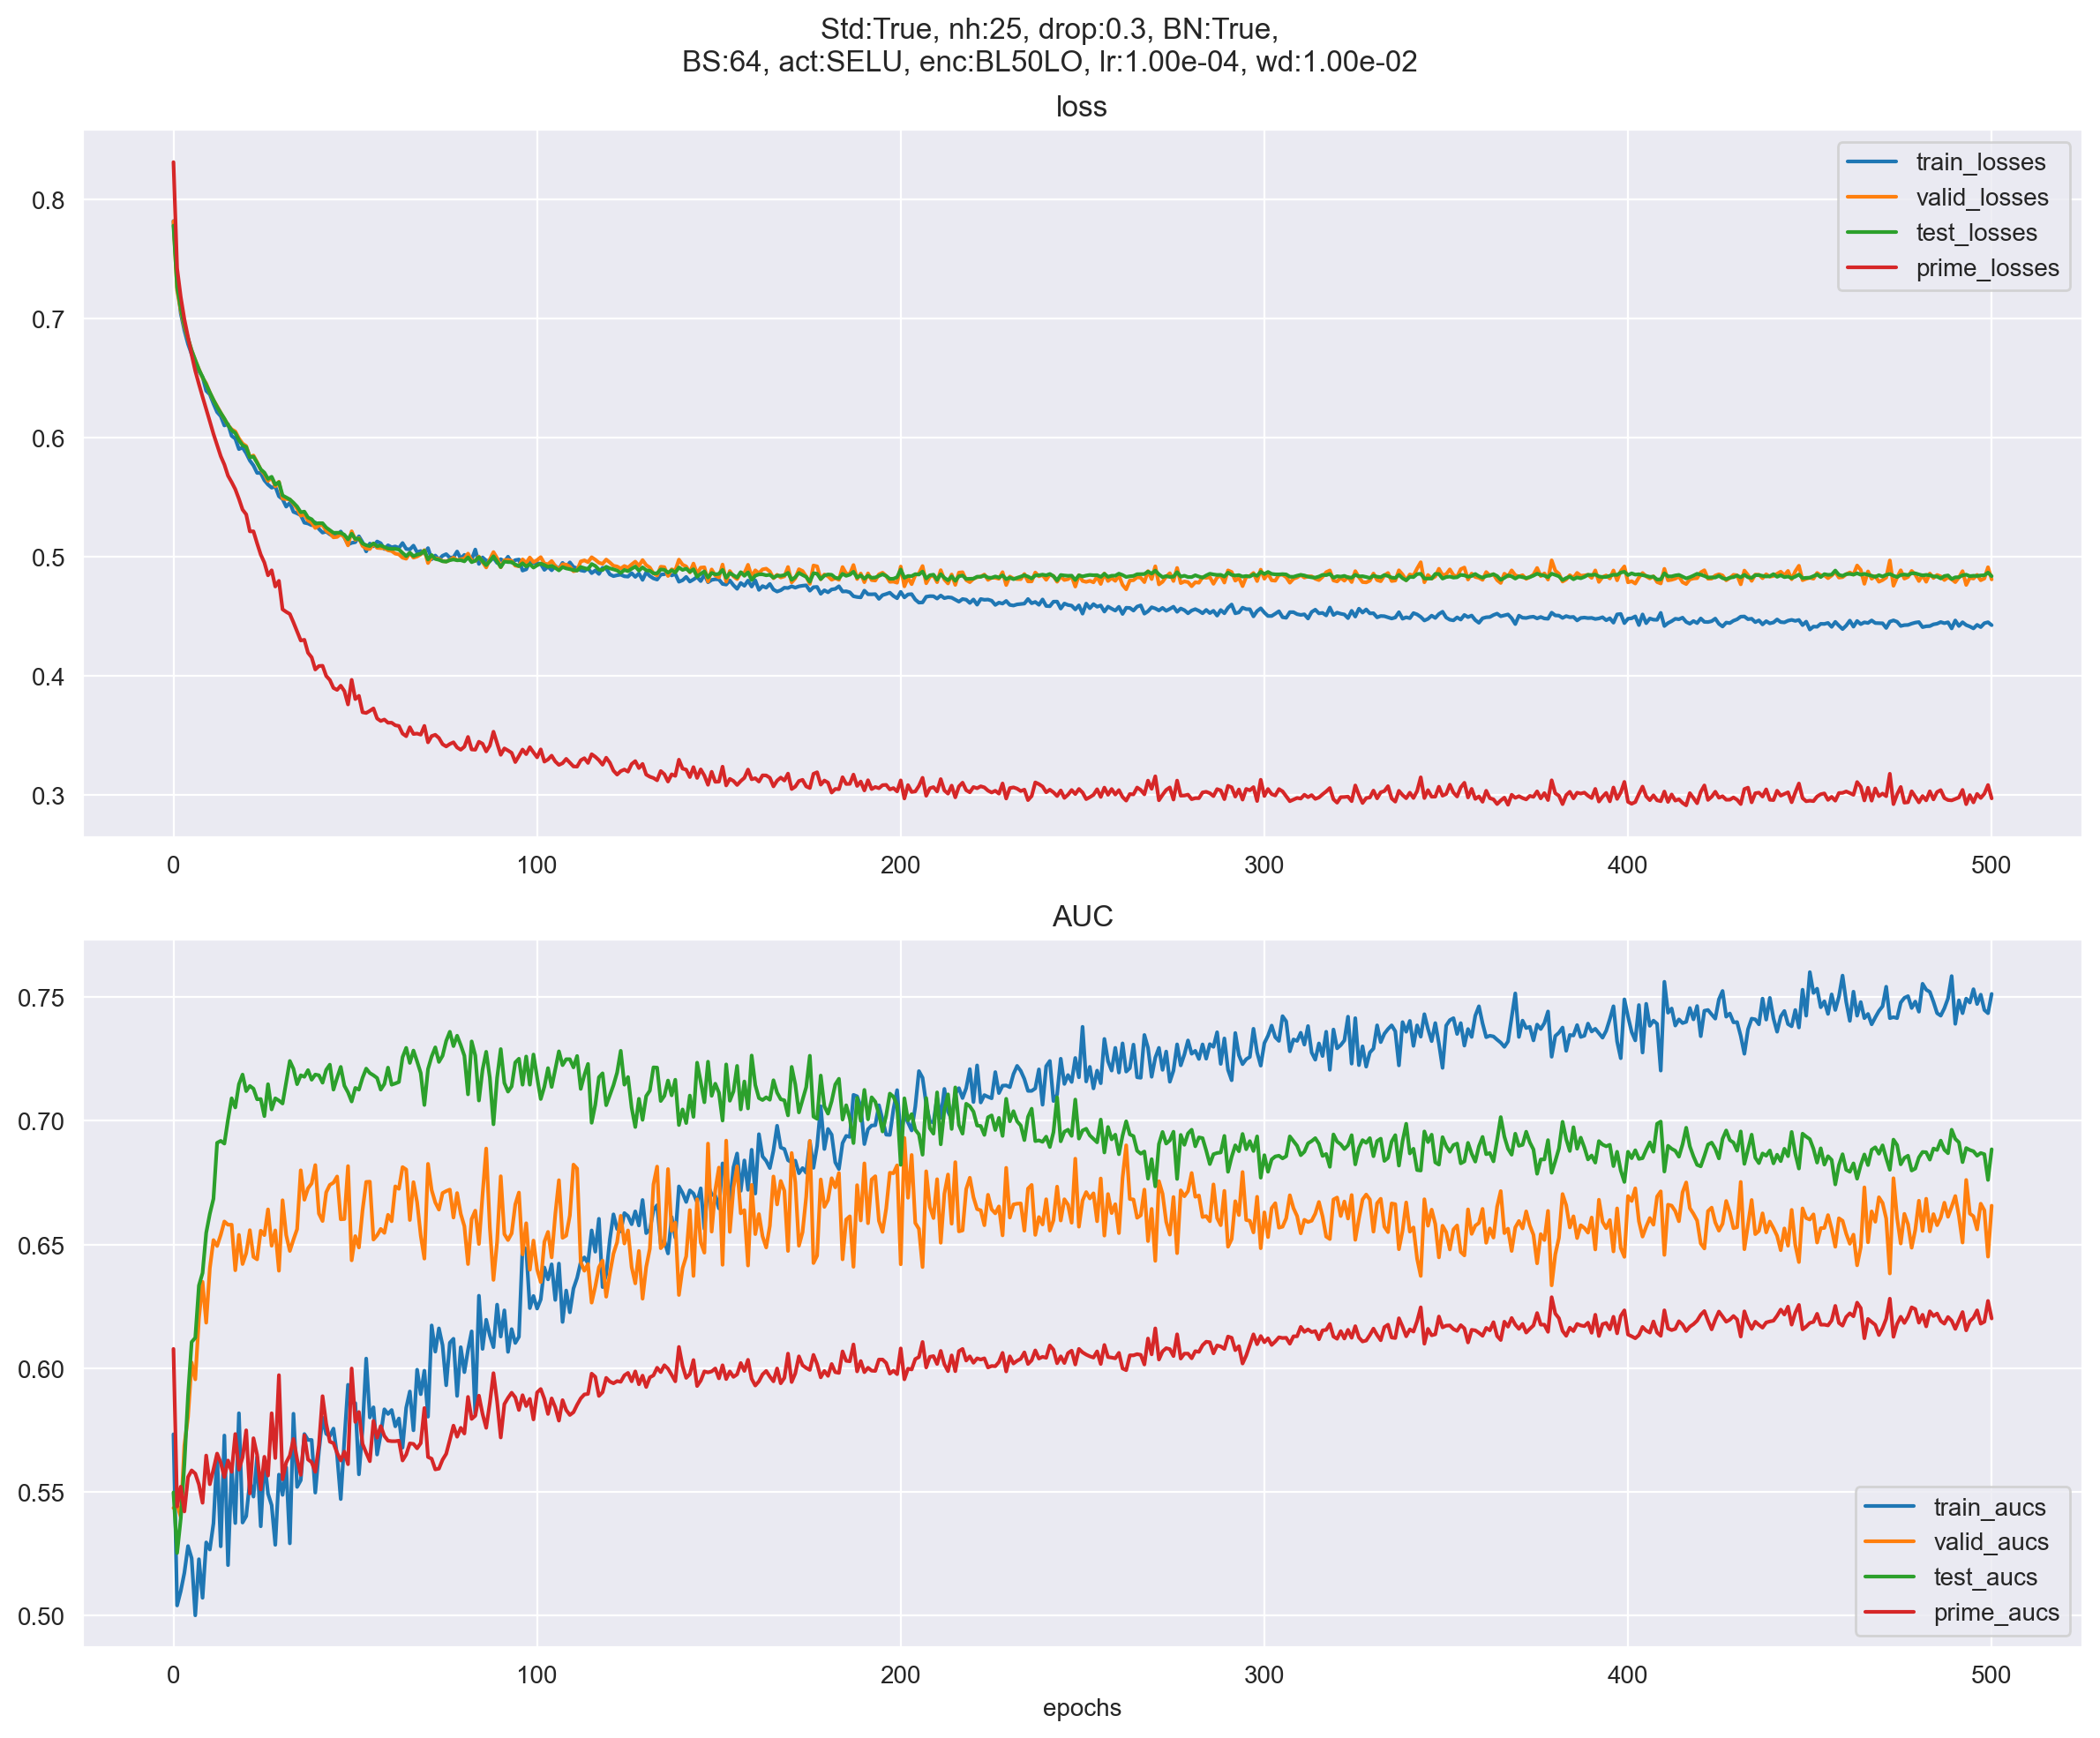 Std:True, nh:25, drop:0.3, BN:True,
BS:64, act:SELU, enc:BL50LO, lr:1.00e-04, wd:1.00e-02
loss
train_losses
valid_losses
test_losses
prime_losses
0.8
0.7
0.6
0.5
0.4
0.3
0 100 200 300 400 500
AUC
0.75
0.70
0.65
0.60
0.55
0.50
train_aucs
valid_aucs
test_aucs
prime_aucs
0 100 200 300 400 500
epochs